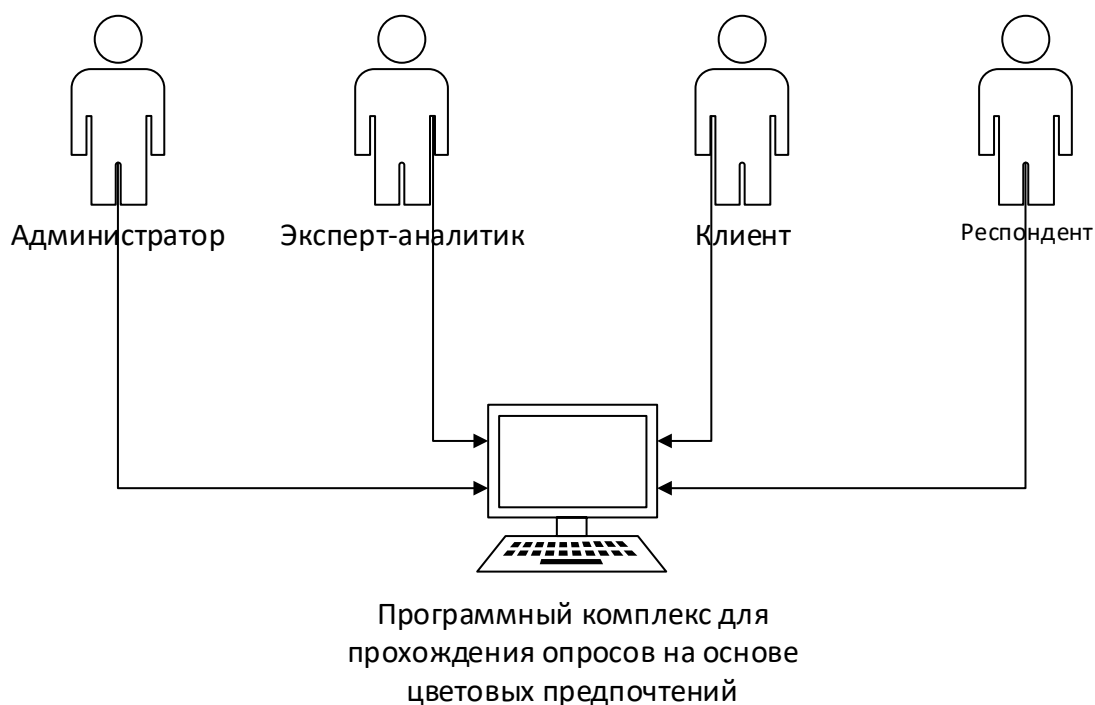 Администратор
Эксперт-аналитик
Клиент
Респондент
Программный комплекс для
прохождения опросов на основе
цветовых предпочтений